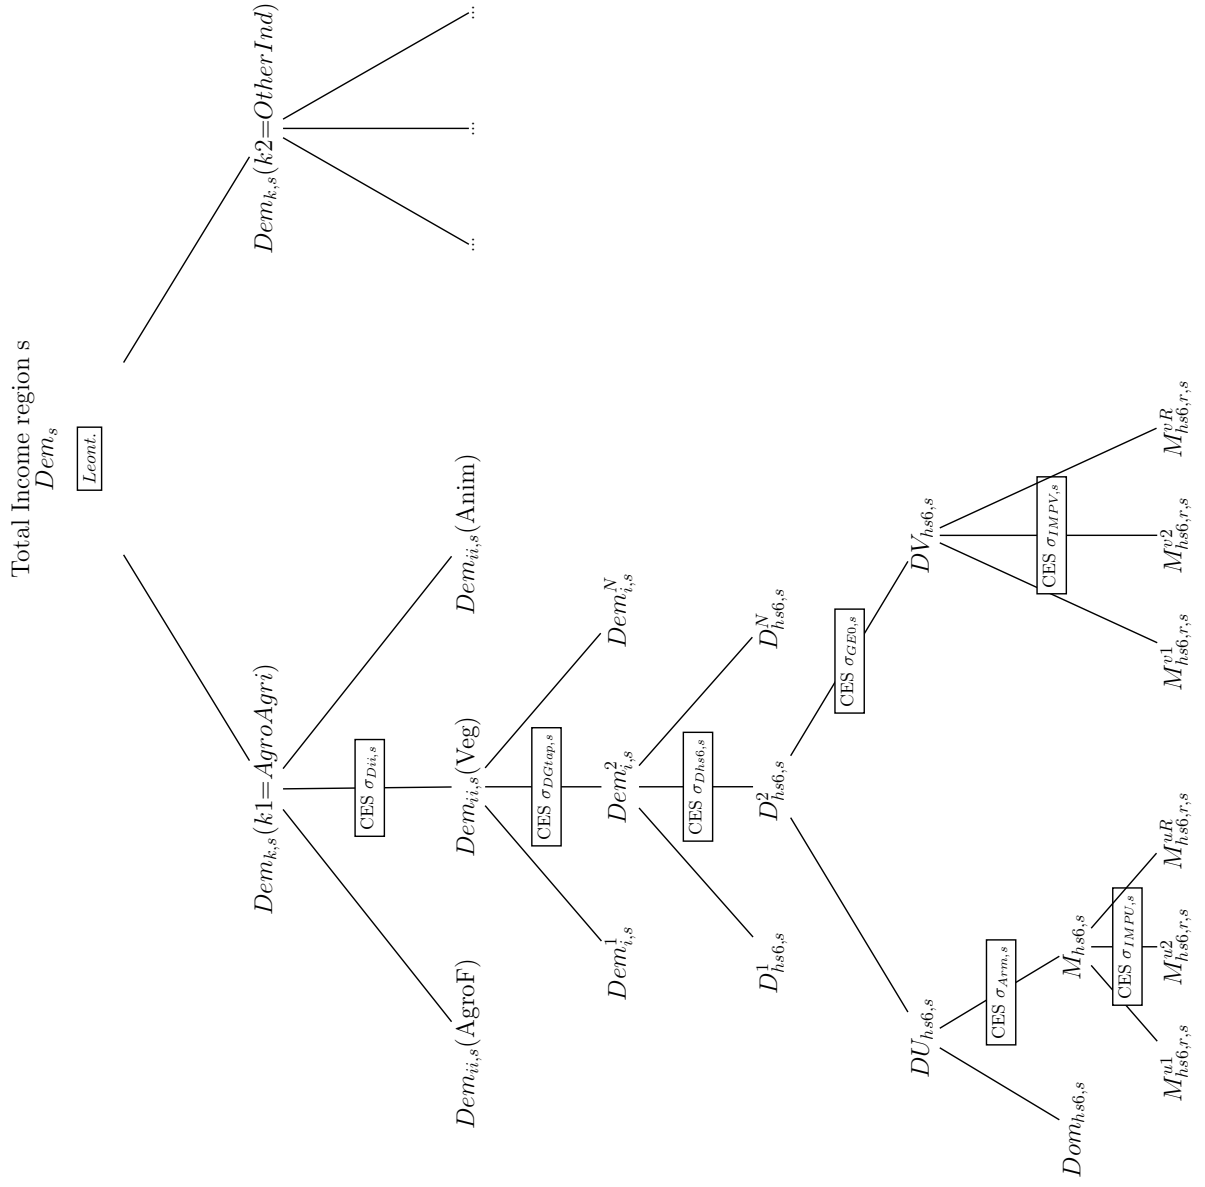 Total Income region s
Dem_s
Leont.
Dem_{k,s}(k1=AgroAgri)
Dem_{k,s}(k2=OtherInd)
CES σ_{Dii,s}
Dem_{ii,s}(AgroF)
Dem_{ii,s}(Veg)
Dem_{ii,s}(Anim)
...
...
...
CES σ_{DGtap,s}
Dem^1_{i,s}
Dem^2_{i,s}
Dem^N_{i,s}
CES σ_{Dhs6,s}
D^1_{hs6,s}
D^2_{hs6,s}
D^N_{hs6,s}
CES σ_{GE0,s}
DU_{hs6,s}
DV_{hs6,s}
CES σ_{Arm,s}
CES σ_{IMPV,s}
Dom_{hs6,s}
M_{hs6,s}
CES σ_{IMPU,s}
M^{u1}_{hs6,r,s}
M^{u2}_{hs6,r,s}
M^{uR}_{hs6,r,s}
M^{v1}_{hs6,r,s}
M^{v2}_{hs6,r,s}
M^{vR}_{hs6,r,s}